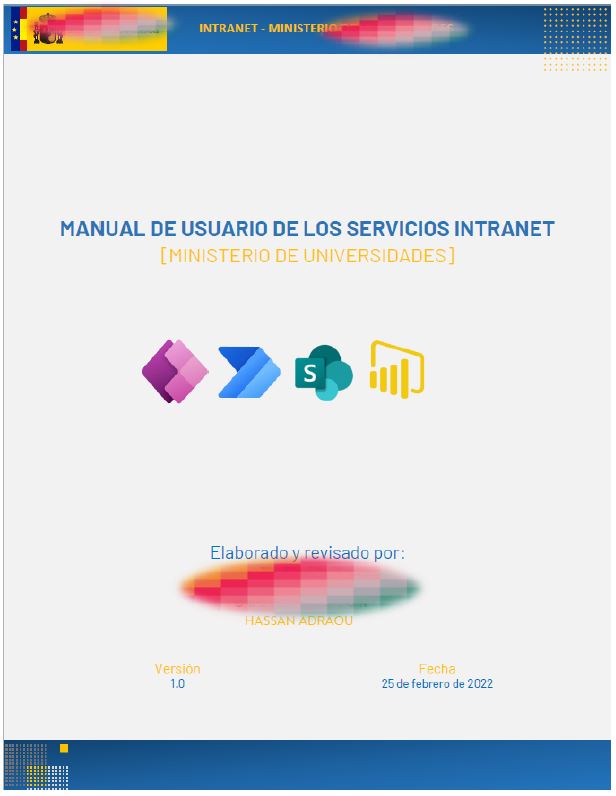 INTRANET - MINISTERIO
MANUAL DE USUARIO DE LOS SERVICIOS INTRANET
[MINISTERIO DE UNIVERSIDADES]
S
Elaborado y revisado por:
HASSAN ADRAOU
Versión
Fecha
1.0
25 de febrero de 2022